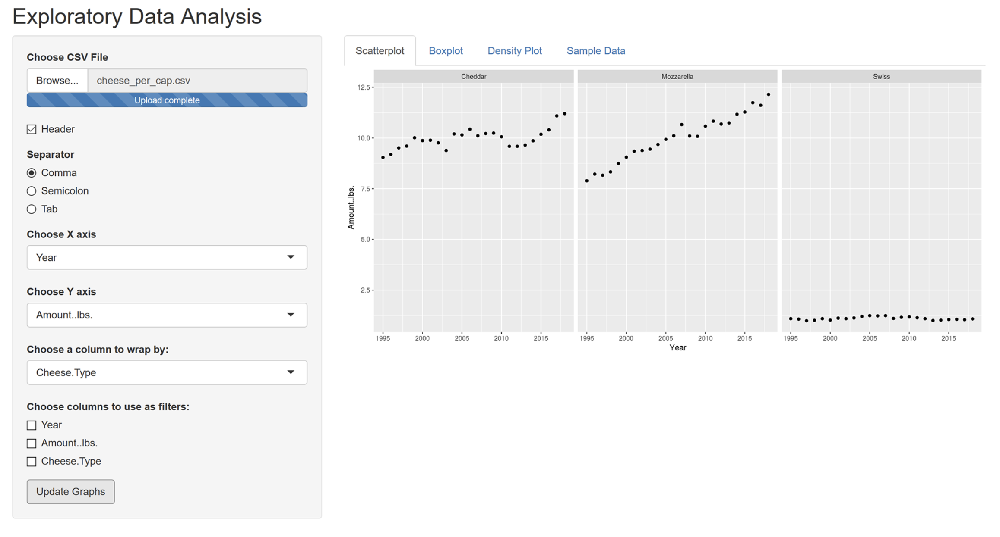 Exploratory Data Analysis
Choose CSV File
Browse... cheese_per_cap.csv
Upload complete
Header
Separator
Comma
Semicolon
Tab
Choose X axis
Year
Choose Y axis
Amount..lbs.
Choose a column to wrap by:
Cheese.Type
Choose columns to use as filters:
Year
Amount..lbs.
Cheese.Type
Update Graphs
Scatterplot Boxplot Density Plot Sample Data
Cheddar Mozzarella Swiss
12.5
10.0
7.5
5.0
2.5
Amount..lbs.
1995 2000 2005 2010 2015 1995 2000 2005 2010 2015 1995 2000 2005 2010 2015
Year